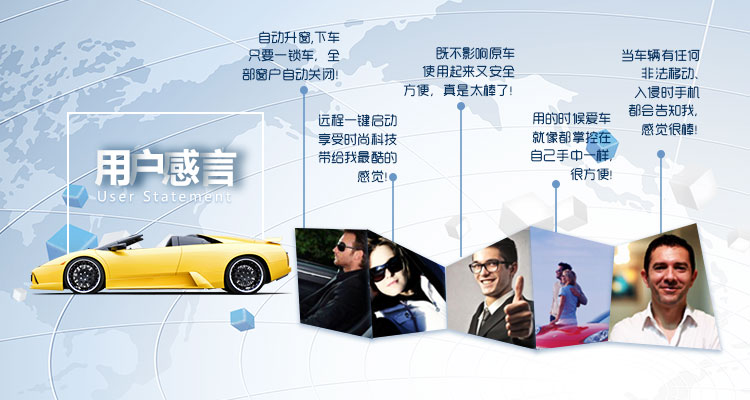 自动升窗,下车
只要一锁车, 全
部窗户自动关闭!
远程一键启动
享受时尚科技
带给我最酷的
感觉!
既不影响原车
使用起来又安全
方便, 真是太棒了!
用的时候爱车
就像都掌控在
自己手中一样,
很方便!
当车辆有任何
非法移动、
入侵时手机
都会告知我,
感觉很棒!
用户感言
User Statement